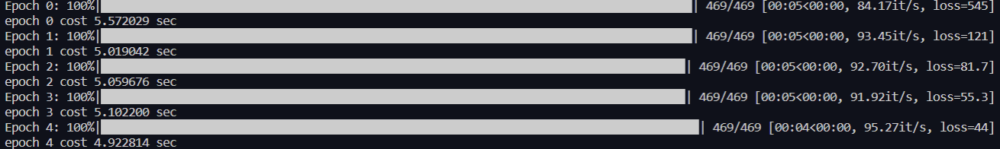 Epoch 0: 100%|██████████| 469/469 [00:05<00:00, 84.17it/s, loss=545]
epoch 0 cost 5.572029 sec
Epoch 1: 100%|██████████| 469/469 [00:05<00:00, 93.45it/s, loss=121]
epoch 1 cost 5.019042 sec
Epoch 2: 100%|██████████| 469/469 [00:05<00:00, 92.70it/s, loss=81.7]
epoch 2 cost 5.059676 sec
Epoch 3: 100%|██████████| 469/469 [00:05<00:00, 91.92it/s, loss=55.3]
epoch 3 cost 5.102200 sec
Epoch 4: 100%|██████████| 469/469 [00:04<00:00, 95.27it/s, loss=44]
epoch 4 cost 4.922814 sec